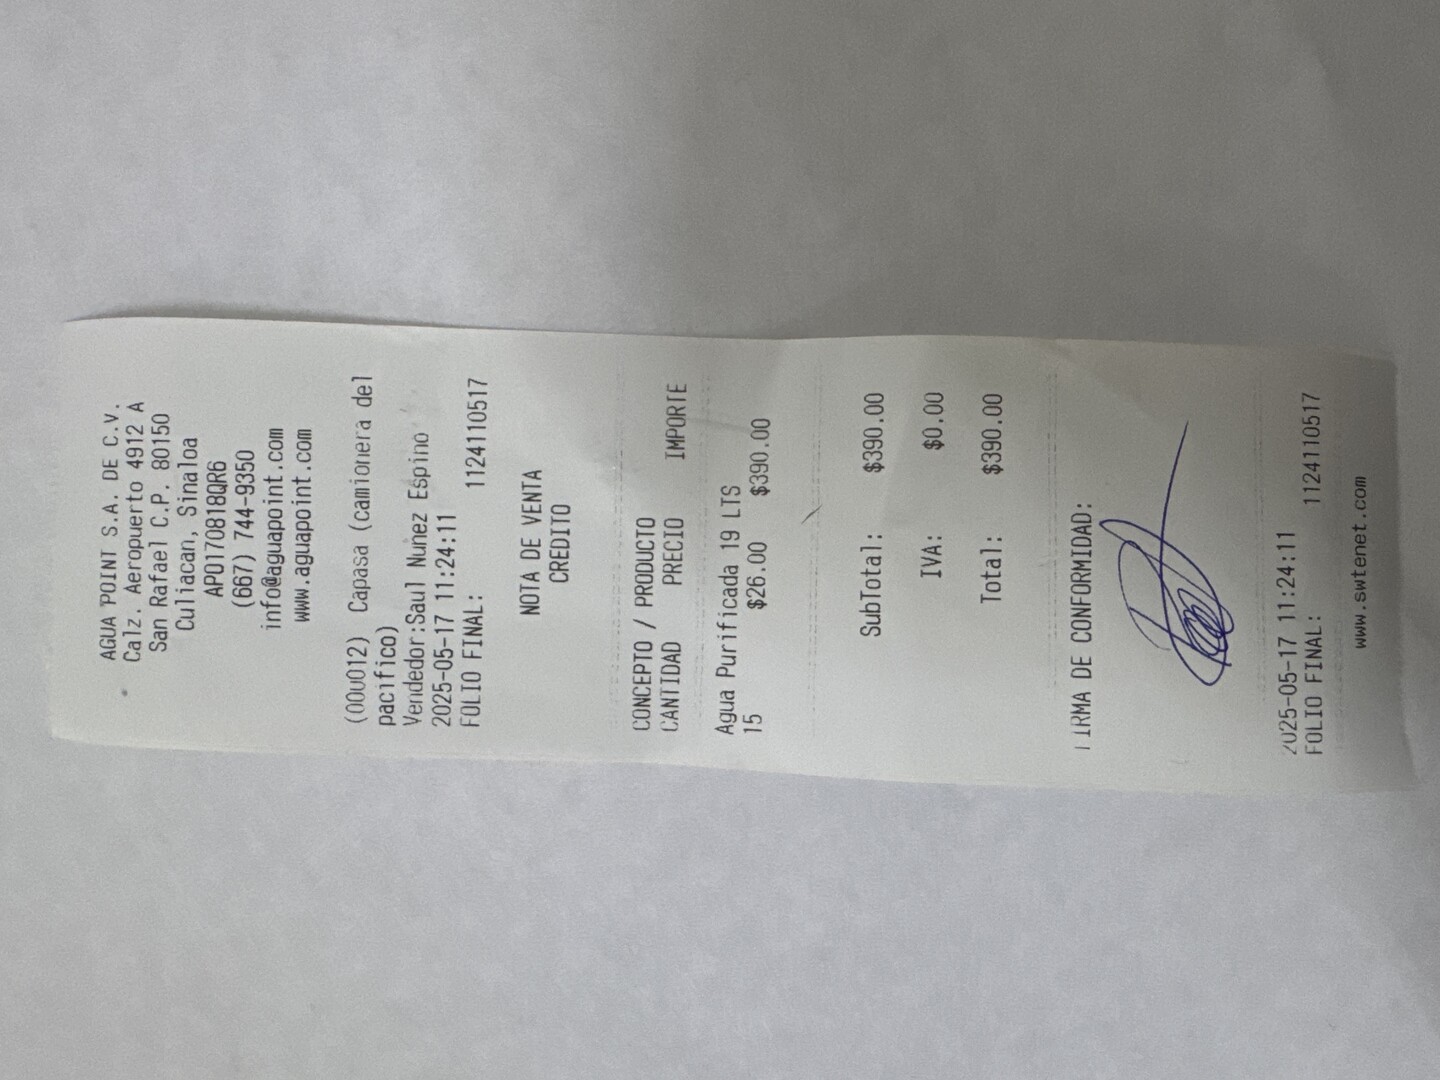 AGUA POINT S.A. DE C.V.
Calz. Aeropuerto 4912 A
San Rafael C.P. 80150
Culiacan, Sinaloa
APO170818QR6
(667) 744-9350
info@aguapoint.com
www.aguapoint.com
(000012) Capasa (camionera del
pacifico)
Vendedor:Saul Nunez Espino
2025-05-17 11:24:11
FOLIO FINAL: 1124110517
NOTA DE VENTA
CREDITO
CONCEPTO / PRODUCTO
CANTIDAD PRECIO IMPORTE
Agua Purificada 19 LTS
15 $26.00 $390.00
SubTotal: $390.00
IVA: $0.00
Total: $390.00
FIRMA DE CONFORMIDAD:
2025-05-17 11:24:11
FOLIO FINAL: 1124110517
www.swtenet.com